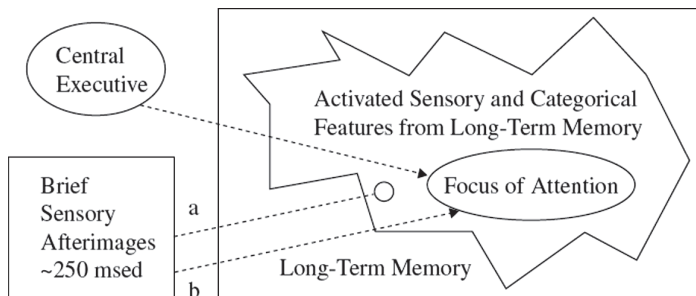 Central
Executive
Activated Sensory and Categorical
Features from Long-Term Memory
Focus of Attention
Brief
Sensory
Afterimages
~250 msed
a
b
Long-Term Memory